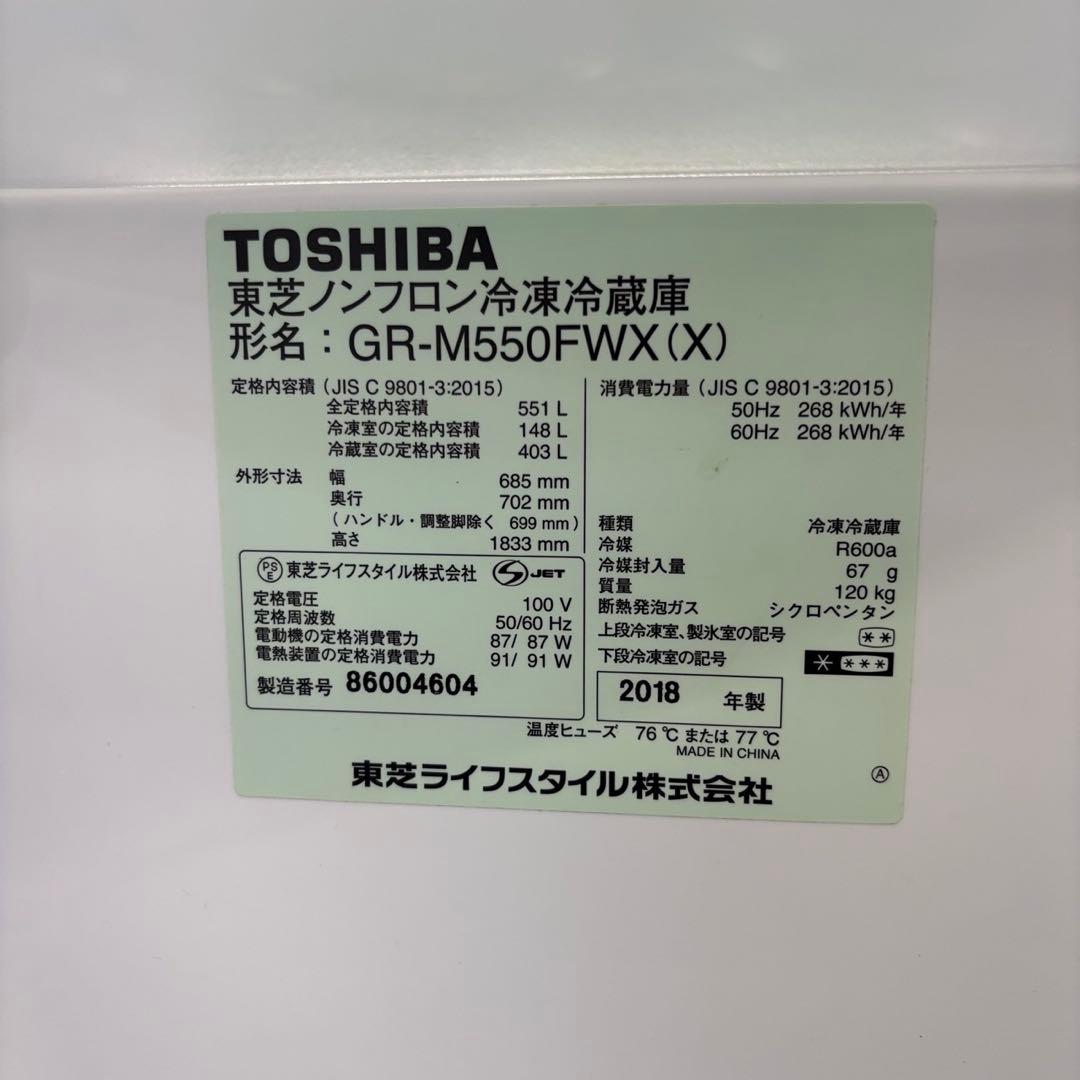 TOSHIBA
東芝ノンフロン冷凍冷蔵庫
形名：GR-M550FWX(X)
定格内容積（JIS C 9801-3:2015）
全定格内容積 551 L
冷凍室の定格内容積 148 L
冷蔵室の定格内容積 403 L
外形寸法 幅 685 mm
奥行 702 mm
（ハンドル・調整脚除く 699 mm）
高さ 1833 mm
PSE 東芝ライフスタイル株式会社 S JET
定格電圧 100 V
定格周波数 50/60 Hz
電動機の定格消費電力 87/ 87 W
電熱装置の定格消費電力 91/ 91 W
製造番号 86004604
消費電力量（JIS C 9801-3:2015）
50Hz 268 kWh/年
60Hz 268 kWh/年
種類 冷凍冷蔵庫
冷媒 R600a
冷媒封入量 67 g
質量 120 kg
断熱発泡ガス シクロペンタン
上段冷凍室、製氷室の記号 **
下段冷凍室の記号 * ***
2018 年製
温度ヒューズ 76℃または77℃
MADE IN CHINA
東芝ライフスタイル株式会社
Ⓐ